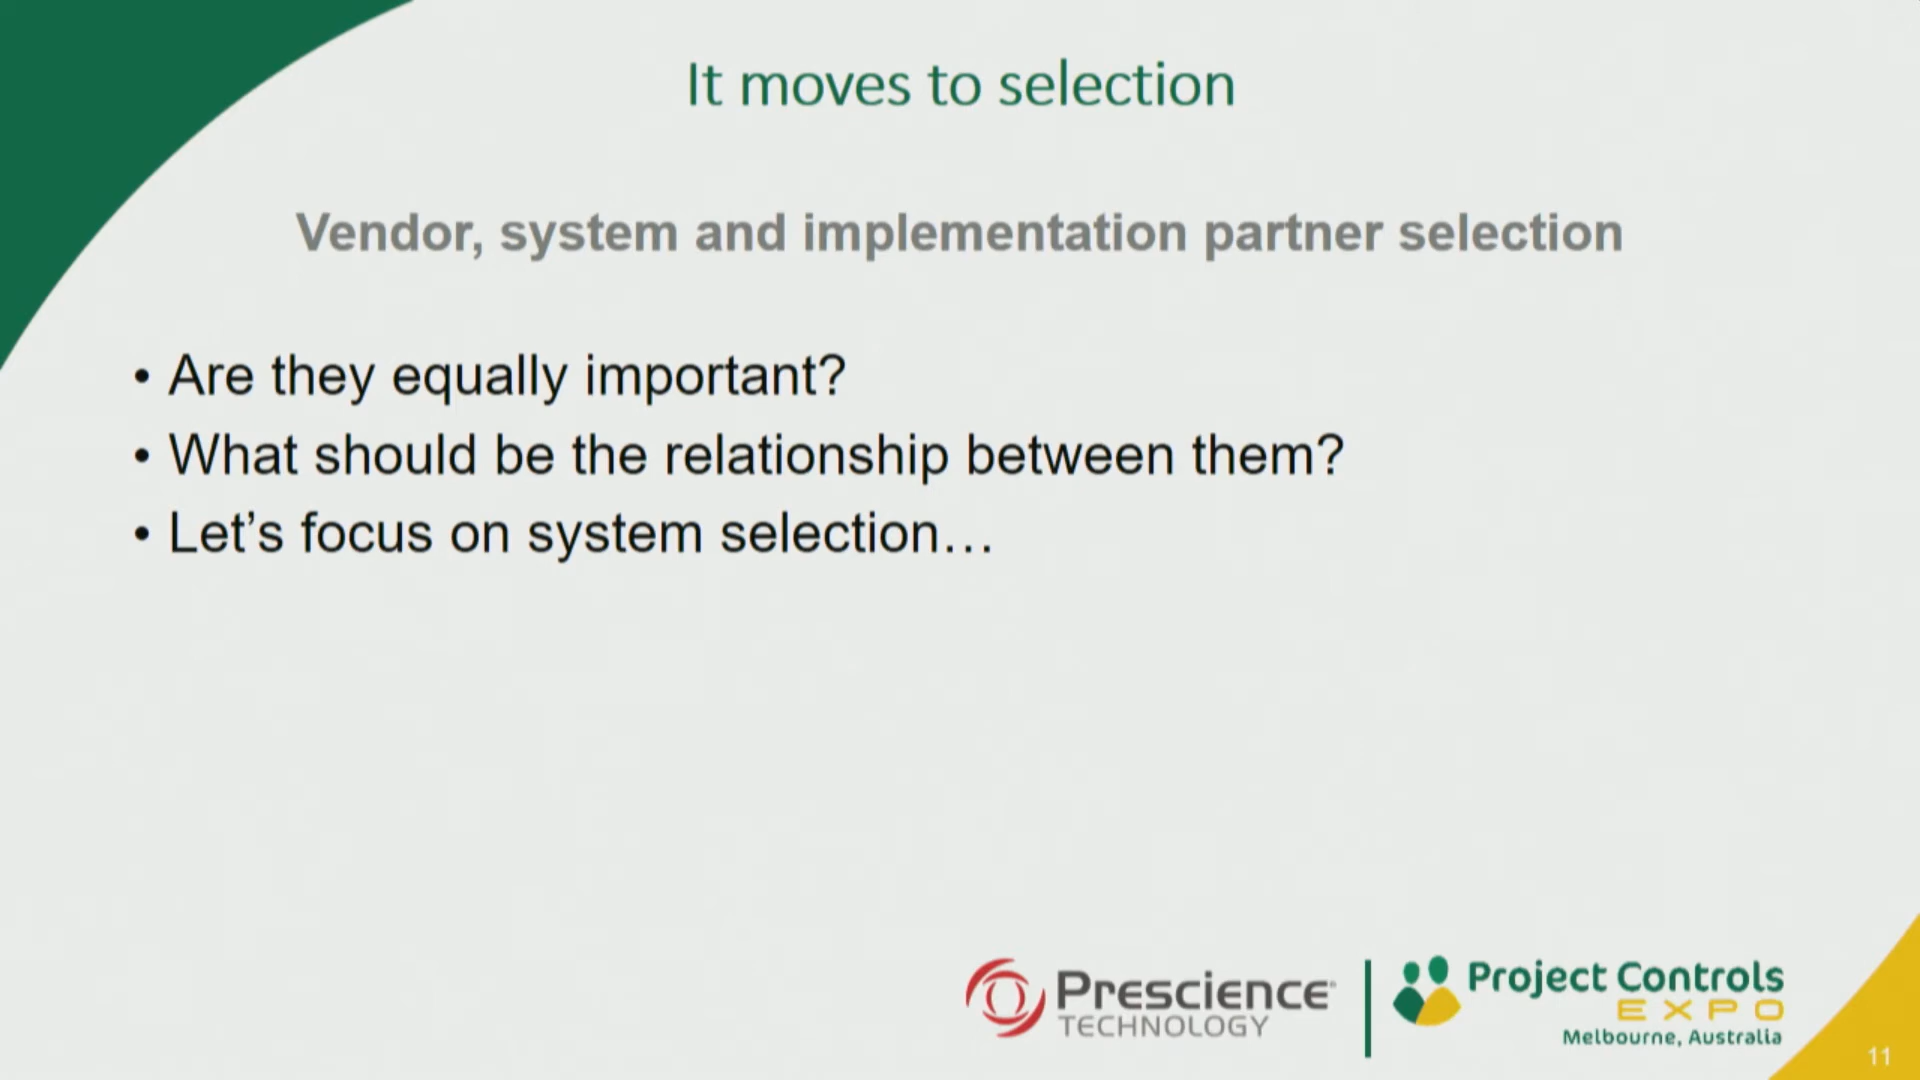 It moves to selection
Vendor, system and implementation partner selection
• Are they equally important?
• What should be the relationship between them?
• Let’s focus on system selection…
Prescience
TECHNOLOGY
Project Controls
EXPO
Melbourne, Australia
11